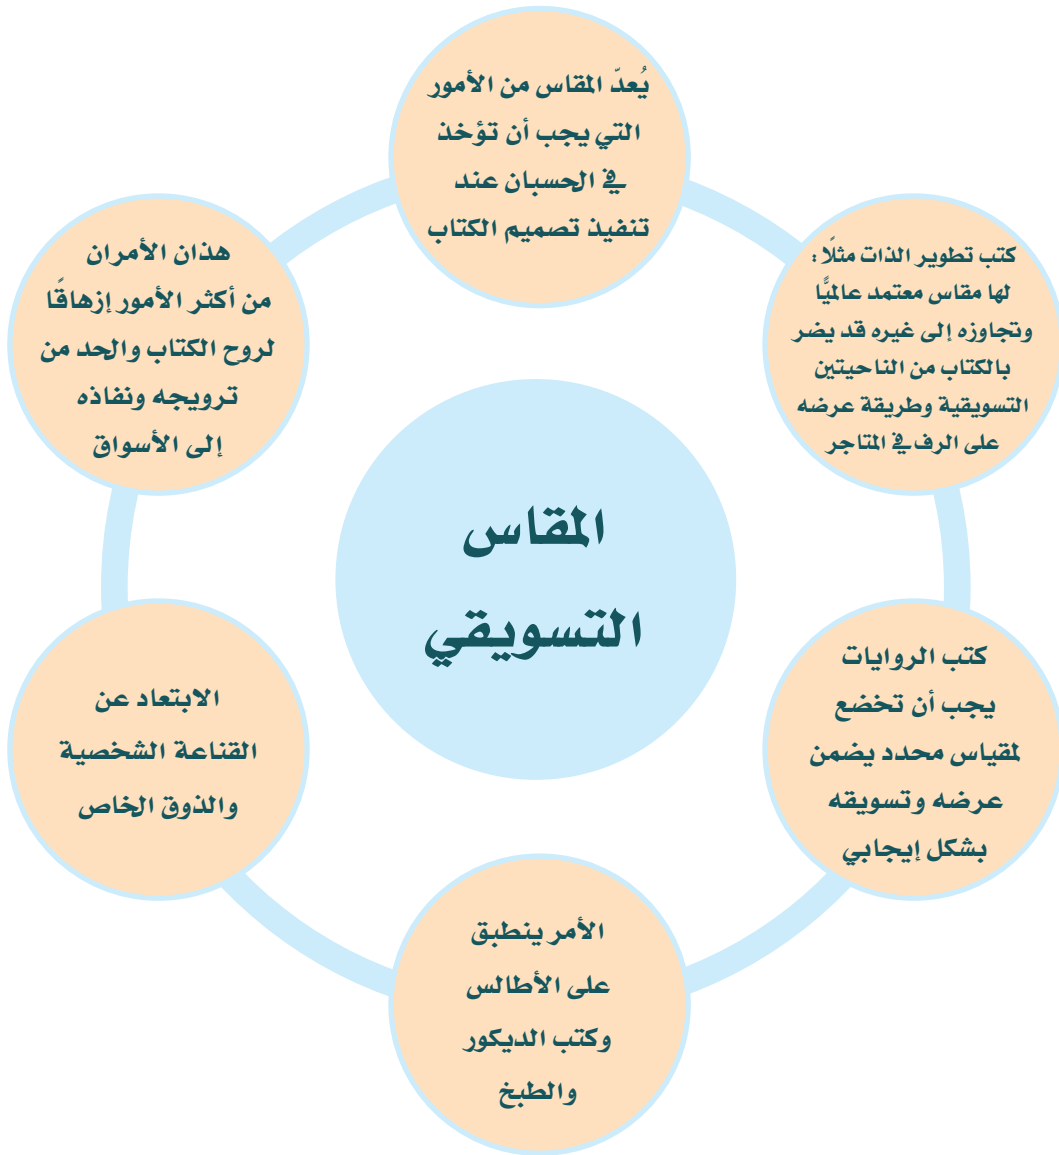 يُعدّ المقاس من الأمور
التي يجب أن تؤخذ
في الحسبان عند
تنفيذ تصميم الكتاب
كتب تطوير الذات مثلًا:
لها مقاس معتمد عالميًّا
وتجاوزه إلى غيره قد يضر
بالكتاب من الناحيتين
التسويقية وطريقة عرضه
على الرف في المتاجر
كتب الروايات
يجب أن تخضع
لمقياس محدد يضمن
عرضه وتسويقه
بشكل إيجابي
الأمر ينطبق
على الأطالس
وكتب الديكور
والطبخ
الابتعاد عن
القناعة الشخصية
والذوق الخاص
هذان الأمران
من أكثر الأمور إزهاقًا
لروح الكتاب والحد من
ترويجه ونفاذه
إلى الأسواق
المقاس
التسويقي